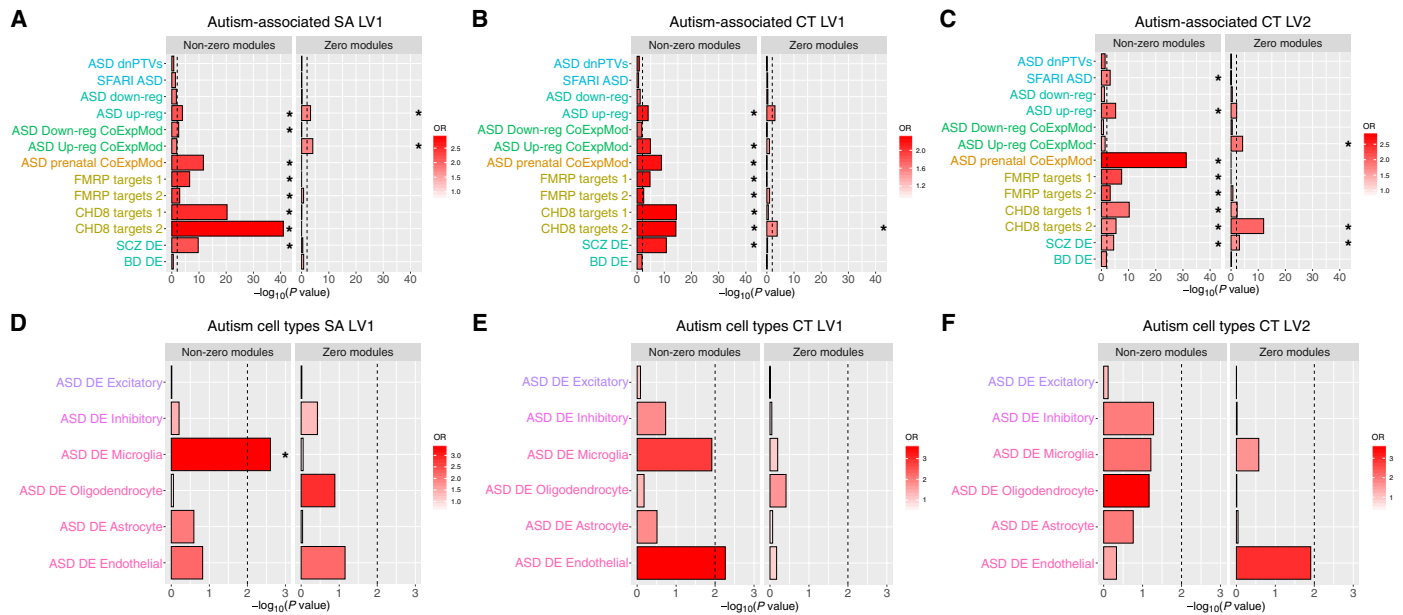 A
Autism-associated SA LV1
Non-zero modules
Zero modules
ASD dnPTVs
SFARI ASD
ASD down-reg
ASD up-reg
* *
ASD Down-reg CoExpMod
*
ASD Up-reg CoExpMod
*
ASD prenatal CoExpMod
*
FMRP targets 1
*
FMRP targets 2
*
CHD8 targets 1
*
CHD8 targets 2
*
SCZ DE
*
BD DE
0 10 20 30 40 0 10 20 30 40
−log10(P value)
OR
2.5
2.0
1.5
1.0
B
Autism-associated CT LV1
Non-zero modules
Zero modules
ASD dnPTVs
SFARI ASD
ASD down-reg
ASD up-reg
*
ASD Down-reg CoExpMod
ASD Up-reg CoExpMod
*
ASD prenatal CoExpMod
*
FMRP targets 1
*
FMRP targets 2
*
CHD8 targets 1
*
CHD8 targets 2
* *
SCZ DE
*
BD DE
0 10 20 30 40 0 10 20 30 40
−log10(P value)
OR
2.0
1.6
1.2
C
Autism-associated CT LV2
Non-zero modules
Zero modules
ASD dnPTVs
SFARI ASD
*
ASD down-reg
ASD up-reg
*
ASD Down-reg CoExpMod
ASD Up-reg CoExpMod
*
ASD prenatal CoExpMod
*
FMRP targets 1
*
FMRP targets 2
*
CHD8 targets 1
*
CHD8 targets 2
* *
SCZ DE
* *
BD DE
0 10 20 30 40 0 10 20 30 40
−log10(P value)
OR
2.5
2.0
1.5
1.0
D
Autism cell types SA LV1
Non-zero modules
Zero modules
ASD DE Excitatory
ASD DE Inhibitory
ASD DE Microglia
*
ASD DE Oligodendrocyte
ASD DE Astrocyte
ASD DE Endothelial
0 1 2 3 0 1 2 3
−log10(P value)
OR
3.0
2.5
2.0
1.5
1.0
E
Autism cell types CT LV1
Non-zero modules
Zero modules
ASD DE Excitatory
ASD DE Inhibitory
ASD DE Microglia
ASD DE Oligodendrocyte
ASD DE Astrocyte
ASD DE Endothelial
0 1 2 3 0 1 2 3
−log10(P value)
OR
3
2
1
F
Autism cell types CT LV2
Non-zero modules
Zero modules
ASD DE Excitatory
ASD DE Inhibitory
ASD DE Microglia
ASD DE Oligodendrocyte
ASD DE Astrocyte
ASD DE Endothelial
0 1 2 3 0 1 2 3
−log10(P value)
OR
3
2
1